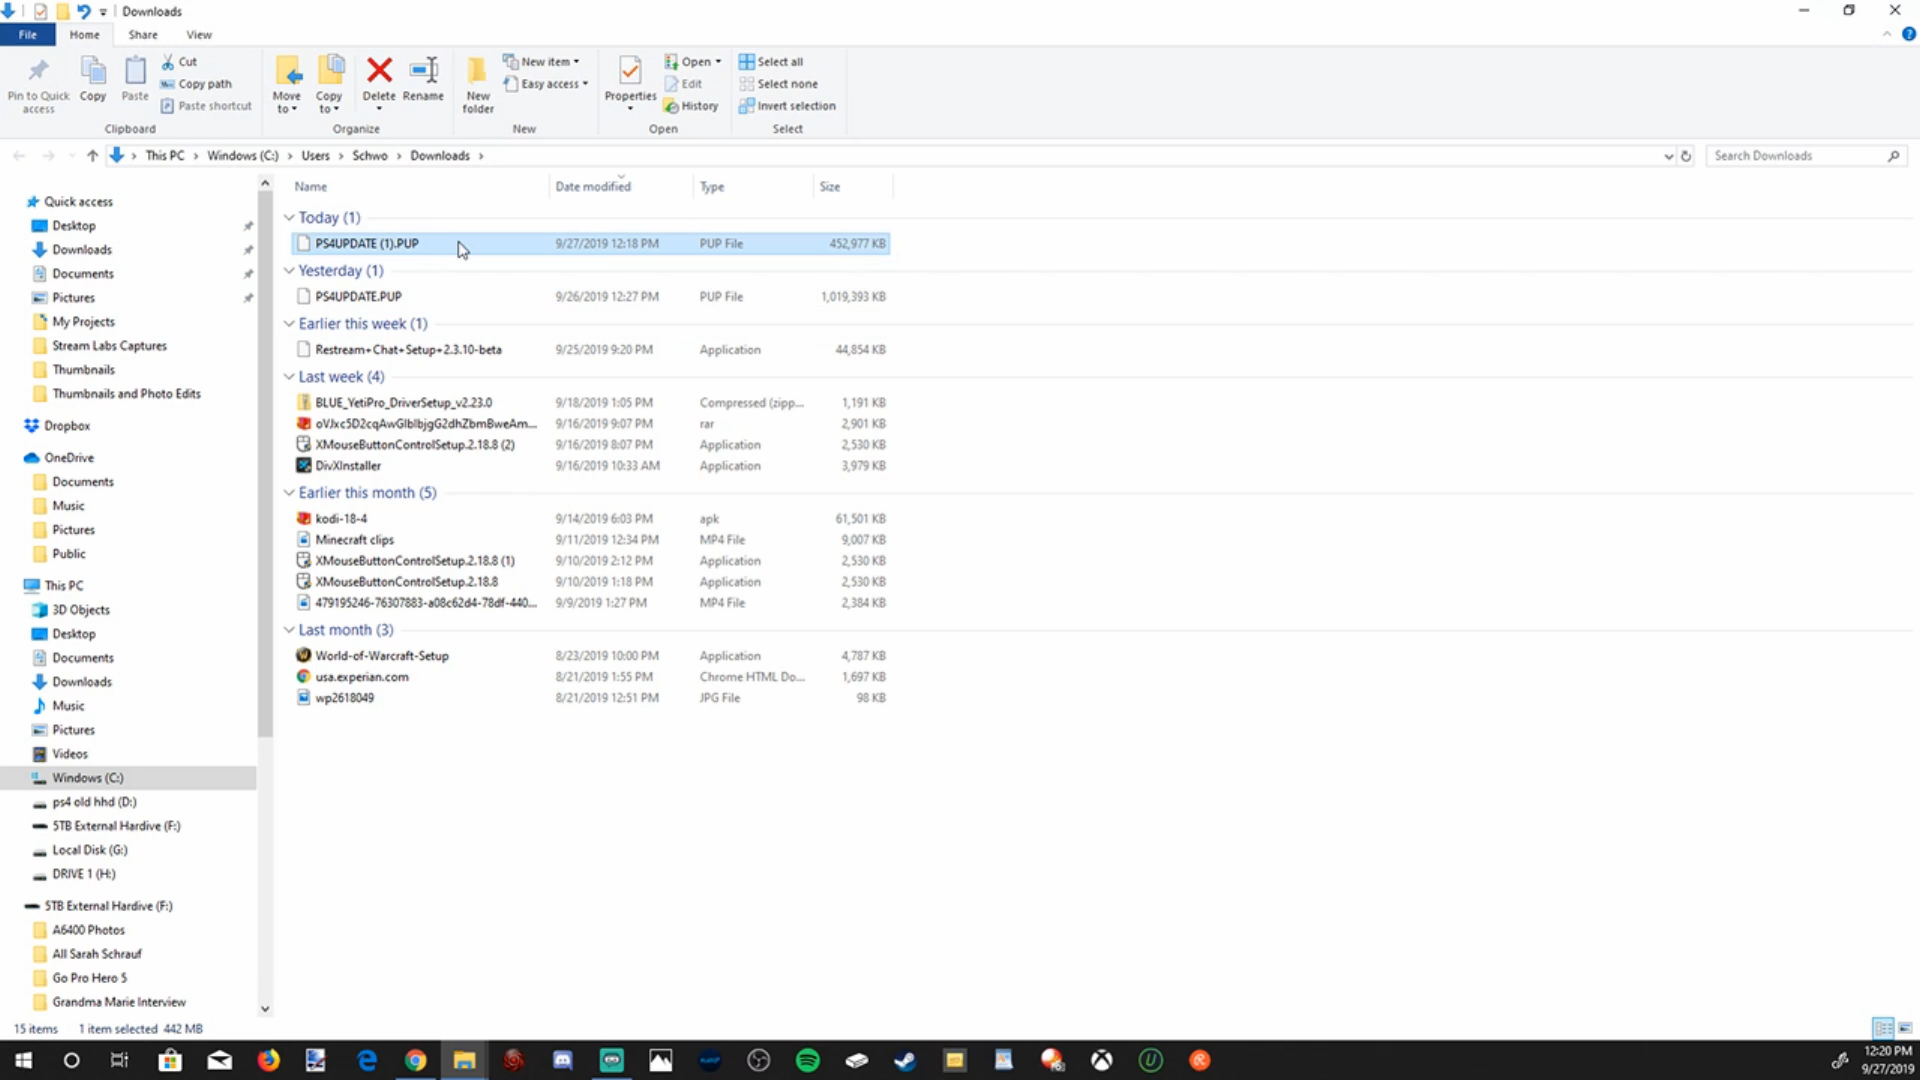 Downloads
File Home Share View
Pin to Quick access
Copy
Paste
Cut
Copy path
Paste shortcut
Clipboard
Move to
Copy to
Delete
Rename
Organize
New folder
New item
Easy access
New
Properties
Open
Edit
History
Open
Select all
Select none
Invert selection
Select
This PC > Windows (C:) > Users > Schwo > Downloads >
Search Downloads
Name Date modified Type Size
Today (1)
PS4UPDATE (1).PUP 9/27/2019 12:18 PM PUP File 452,977 KB
Yesterday (1)
PS4UPDATE.PUP 9/26/2019 12:27 PM PUP File 1,019,393 KB
Earlier this week (1)
Restream+Chat+Setup+2.3.10-beta 9/25/2019 9:20 PM Application 44,854 KB
Last week (4)
BLUE_YetiPro_DriverSetup_v2.23.0 9/18/2019 1:05 PM Compressed (zipp... 1,191 KB
9/16/2019 9:07 PM rar 2,901 KB
XMouseButtonControlSetup.2.18.8 (2) 9/16/2019 8:07 PM Application 2,530 KB
DivXInstaller 9/16/2019 10:33 AM Application 3,979 KB
Earlier this month (5)
kodi-18-4 9/14/2019 6:03 PM apk 61,501 KB
Minecraft clips 9/11/2019 12:34 PM MP4 File 9,007 KB
XMouseButtonControlSetup.2.18.8 (1) 9/10/2019 2:12 PM Application 2,530 KB
XMouseButtonControlSetup.2.18.8 9/10/2019 1:18 PM Application 2,530 KB
479195246-76307883-a08c62d4-78df-440... 9/9/2019 1:27 PM MP4 File 2,384 KB
Last month (3)
World-of-Warcraft-Setup 8/23/2019 10:00 PM Application 4,787 KB
usa.experian.com 8/21/2019 1:55 PM Chrome HTML Do... 1,697 KB
wp2618049 8/21/2019 12:51 PM JPG File 98 KB
Quick access
Desktop
Downloads
Documents
Pictures
My Projects
Stream Labs Captures
Thumbnails
Thumbnails and Photo Edits
Dropbox
OneDrive
Documents
Music
Pictures
Public
This PC
3D Objects
Desktop
Documents
Downloads
Music
Pictures
Videos
Windows (C:)
ps4 old hhd (D:)
5TB External Hardive (F:)
Local Disk (G:)
DRIVE 1 (H:)
5TB External Hardive (F:)
A6400 Photos
All Sarah Schrauf
Go Pro Hero 5
Grandma Marie Interview
15 items 1 item selected 442 MB
12:20 PM
9/27/2019